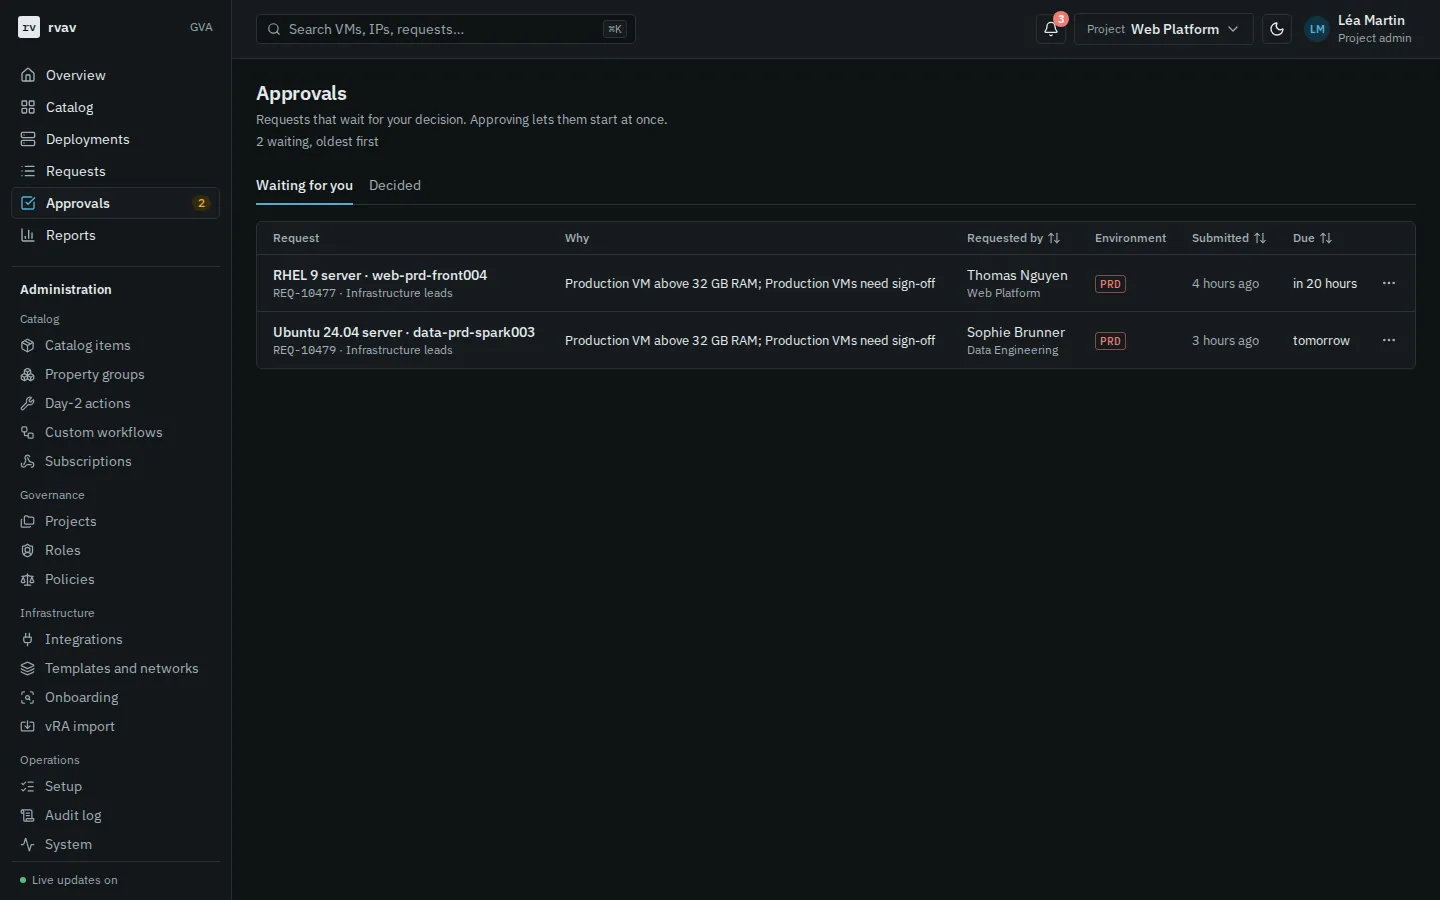 rv rvav GVA
Search VMs, IPs, requests... ⌘K
3
Project Web Platform
LM
Léa Martin
Project admin
Overview
Catalog
Deployments
Requests
Approvals 2
Reports
Administration
Catalog
Catalog items
Property groups
Day-2 actions
Custom workflows
Subscriptions
Governance
Projects
Roles
Policies
Infrastructure
Integrations
Templates and networks
Onboarding
vRA import
Operations
Setup
Audit log
System
Live updates on
Approvals
Requests that wait for your decision. Approving lets them start at once.
2 waiting, oldest first
Waiting for you Decided
Request Why Requested by Environment Submitted Due
RHEL 9 server · web-prd-front004
REQ-10477 · Infrastructure leads
Production VM above 32 GB RAM; Production VMs need sign-off
Thomas Nguyen
Web Platform
PRD
4 hours ago
in 20 hours
Ubuntu 24.04 server · data-prd-spark003
REQ-10479 · Infrastructure leads
Production VM above 32 GB RAM; Production VMs need sign-off
Sophie Brunner
Data Engineering
PRD
3 hours ago
tomorrow